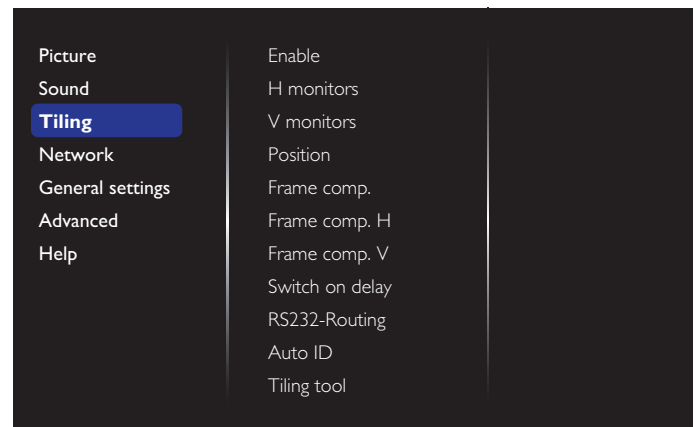 Picture
Sound
Tiling
Network
General settings
Advanced
Help
Enable
H monitors
V monitors
Position
Frame comp.
Frame comp. H
Frame comp. V
Switch on delay
RS232-Routing
Auto ID
Tiling tool